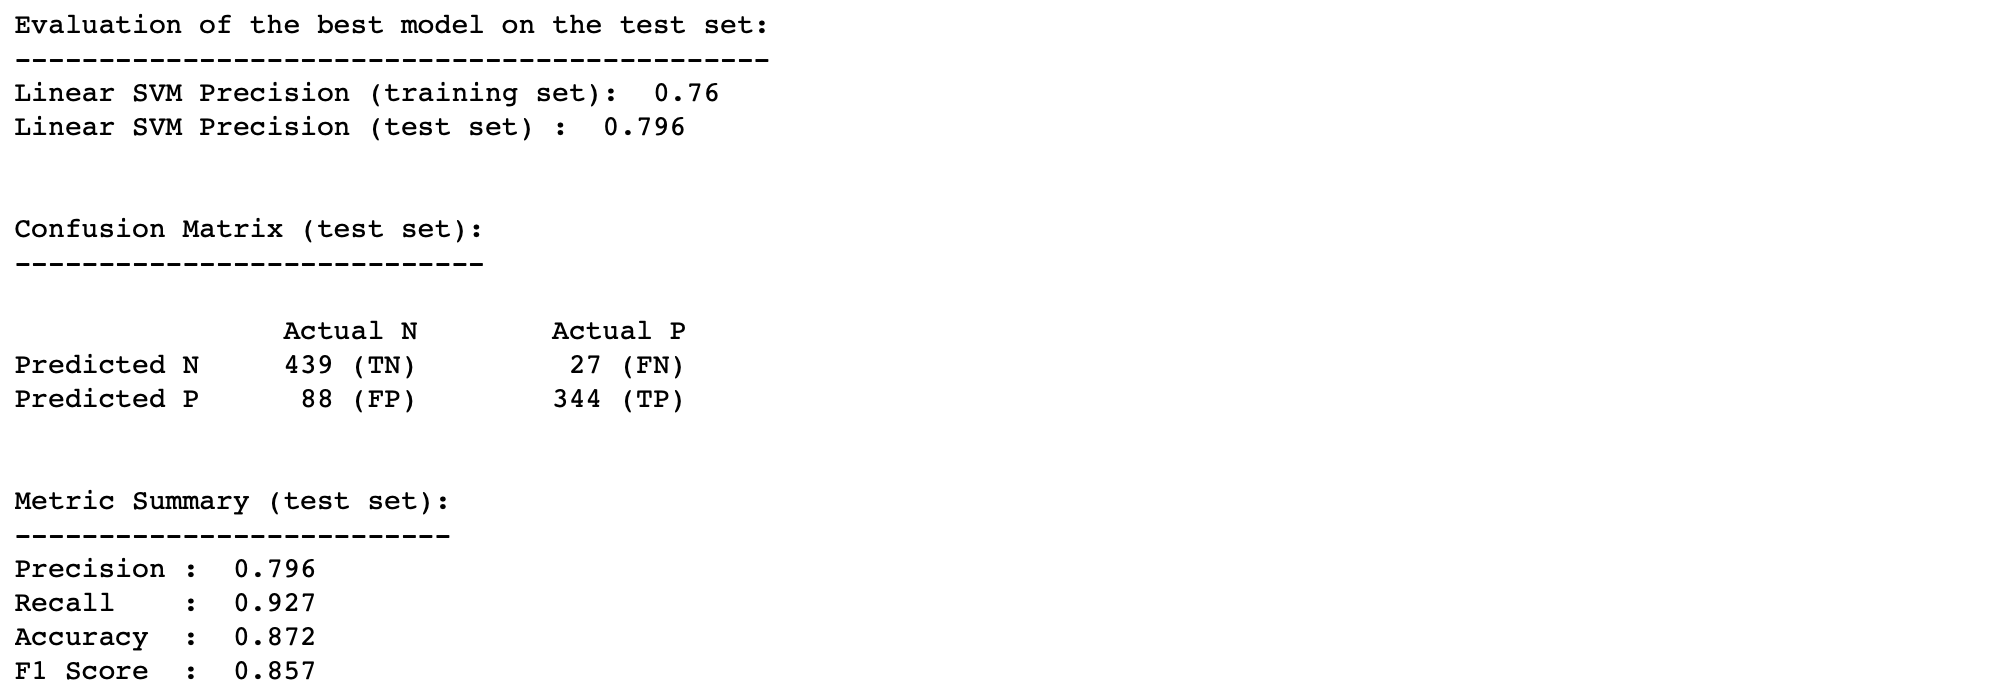 Evaluation of the best model on the test set:
---------------------------------------------
Linear SVM Precision (training set):  0.76
Linear SVM Precision (test set) :  0.796
Confusion Matrix (test set):
----------------------------
                Actual N        Actual P
Predicted N     439 (TN)         27 (FN)
Predicted P      88 (FP)        344 (TP)
Metric Summary (test set):
--------------------------
Precision :  0.796
Recall    :  0.927
Accuracy  :  0.872
F1 Score  :  0.857